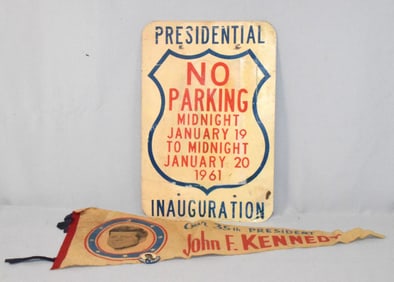 PRESIDENTIAL
NO
PARKING
MIDNIGHT
JANUARY 19
TO MIDNIGHT
JANUARY 20
1961
INAUGURATION
Our 35th PRESIDENT
John F. KENNEDY